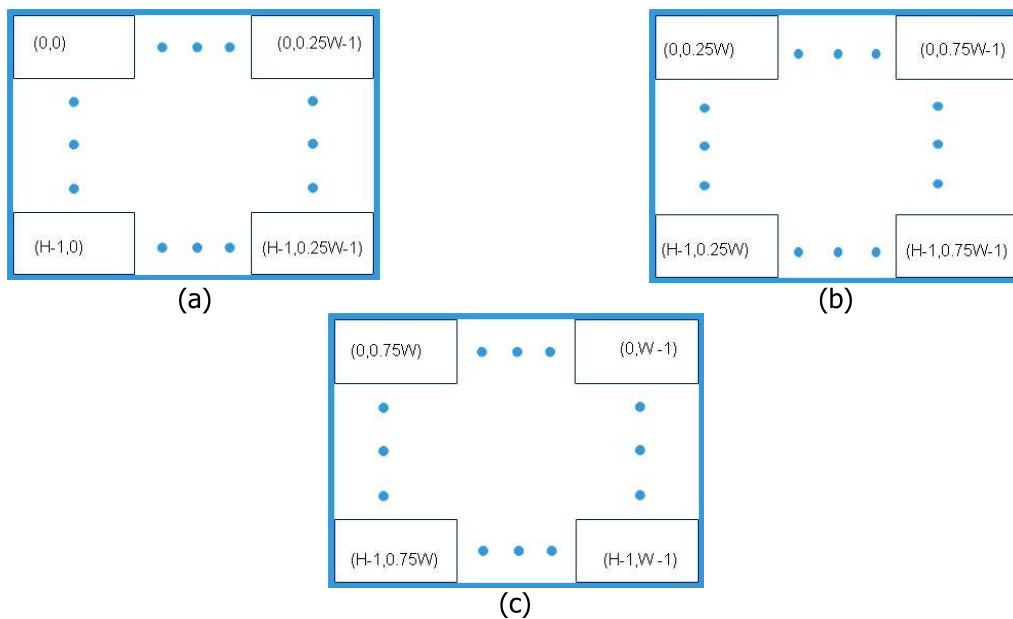 (0,0) (0,0.25W-1)
(H-1,0) (H-1,0.25W-1)
(a)
(0,0.25W) (0,0.75W-1)
(H-1,0.25W) (H-1,0.75W-1)
(b)
(0,0.75W) (0,W-1)
(H-1,0.75W) (H-1,W-1)
(c)